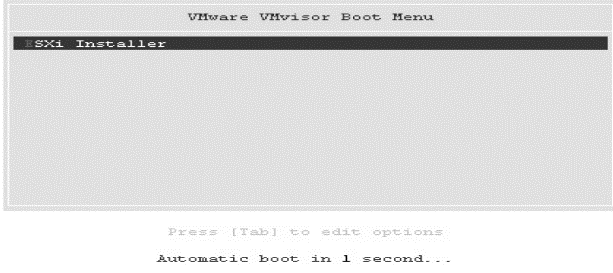 VMware VMvisor Boot Menu
ESXi Installer
Press [Tab] to edit options
Automatic boot in 1 second...